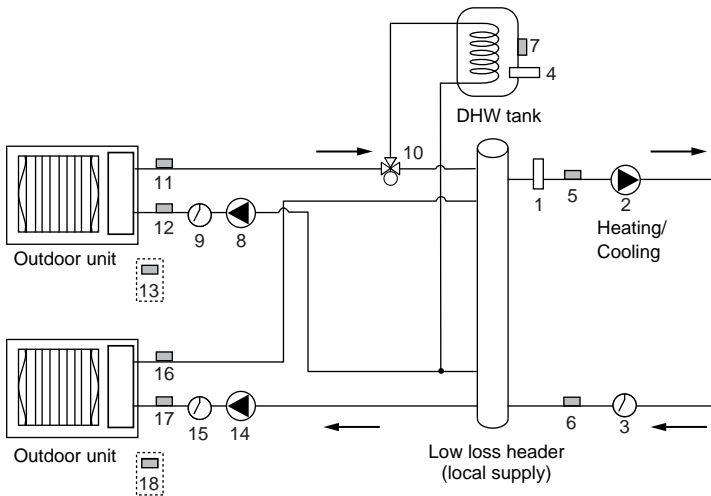 7
4
DHW tank
10
11
1
5
2
12
9
8
Heating/
Cooling
Outdoor unit
13
16
17
15
14
6
3
Low loss header
(local supply)
Outdoor unit
18